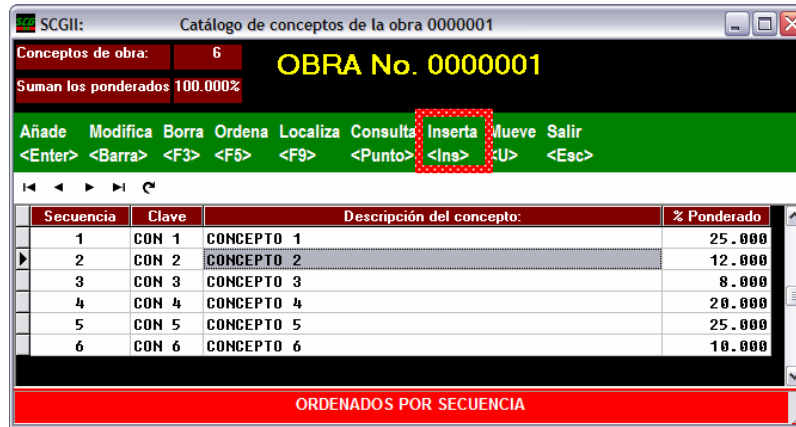 SCG SCGII: Catálogo de conceptos de la obra 0000001
Conceptos de obra: 6
OBRA No. 0000001
Suman los ponderados 100.000%
Añade Modifica Borra Ordena Localiza Consulta Inserta Mueve Salir
<Enter> <Barra> <F3> <F5> <F9> <Punto> <Ins> <U> <Esc>
Secuencia Clave Descripción del concepto: % Ponderado
1 CON 1 CONCEPTO 1 25.000
2 CON 2 CONCEPTO 2 12.000
3 CON 3 CONCEPTO 3 8.000
4 CON 4 CONCEPTO 4 20.000
5 CON 5 CONCEPTO 5 25.000
6 CON 6 CONCEPTO 6 10.000
ORDENADOS POR SECUENCIA